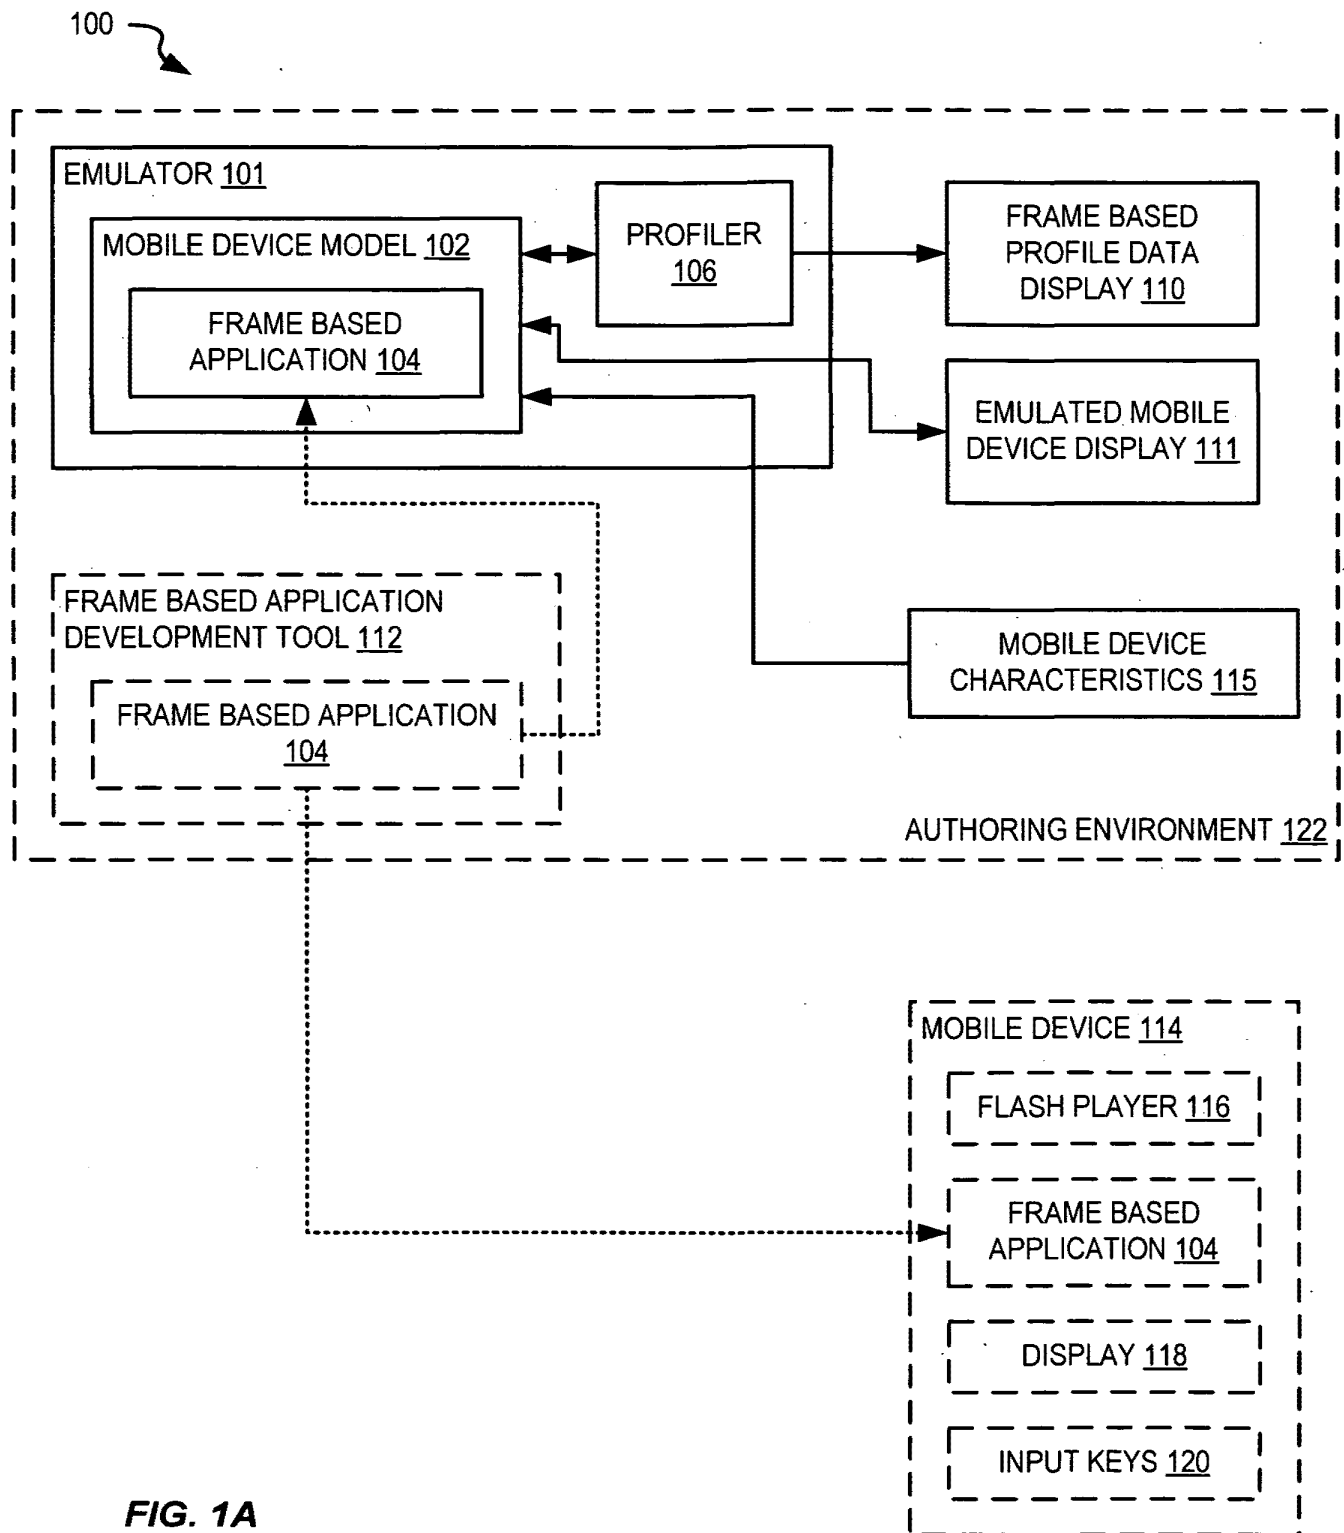 100
EMULATOR 101
MOBILE DEVICE MODEL 102
FRAME BASED
APPLICATION 104
PROFILER
106
FRAME BASED
PROFILE DATA
DISPLAY 110
EMULATED MOBILE
DEVICE DISPLAY 111
FRAME BASED APPLICATION
DEVELOPMENT TOOL 112
FRAME BASED APPLICATION
104
MOBILE DEVICE
CHARACTERISTICS 115
AUTHORING ENVIRONMENT 122
MOBILE DEVICE 114
FLASH PLAYER 116
FRAME BASED
APPLICATION 104
DISPLAY 118
INPUT KEYS 120
FIG. 1A